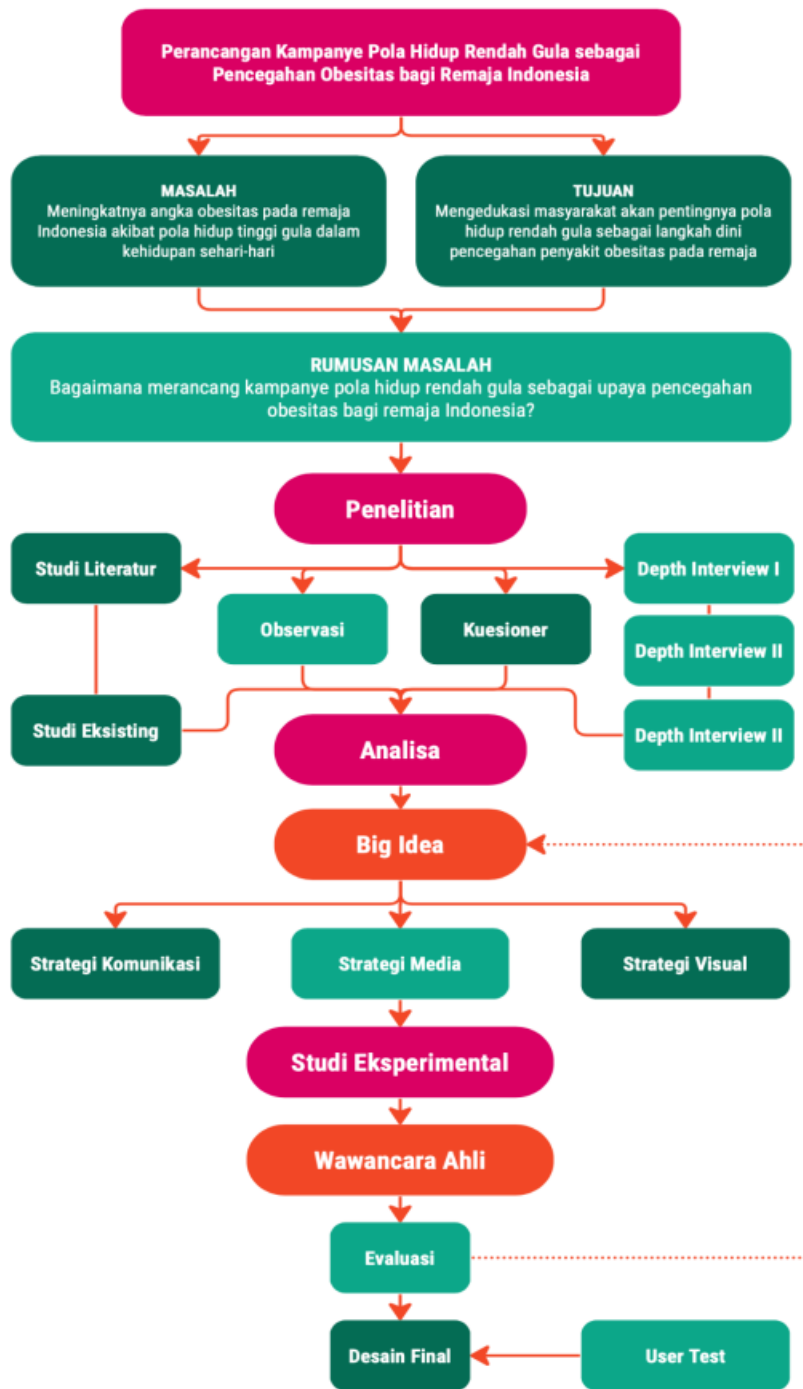 Perancangan Kampanye Pola Hidup Rendah Gula sebagai
Pencegahan Obesitas bagi Remaja Indonesia
MASALAH
Meningkatnya angka obesitas pada remaja
Indonesia akibat pola hidup tinggi gula dalam
kehidupan sehari-hari
TUJUAN
Mengedukasi masyarakat akan pentingnya pola
hidup rendah gula sebagai langkah dini
pencegahan penyakit obesitas pada remaja
RUMUSAN MASALAH
Bagaimana merancang kampanye pola hidup rendah gula sebagai upaya pencegahan
obesitas bagi remaja Indonesia?
Penelitian
Studi Literatur
Depth Interview I
Observasi
Kuesioner
Depth Interview II
Studi Eksisting
Depth Interview II
Analisa
Big Idea
Strategi Komunikasi
Strategi Media
Strategi Visual
Studi Eksperimental
Wawancara Ahli
Evaluasi
Desain Final
User Test